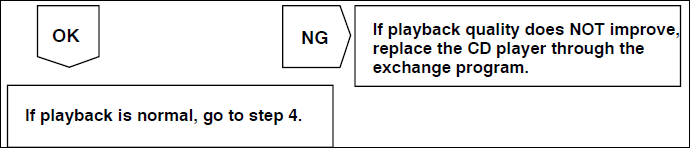 OK
NG
If playback quality does NOT improve,
replace the CD player through the
exchange program.
If playback is normal, go to step 4.